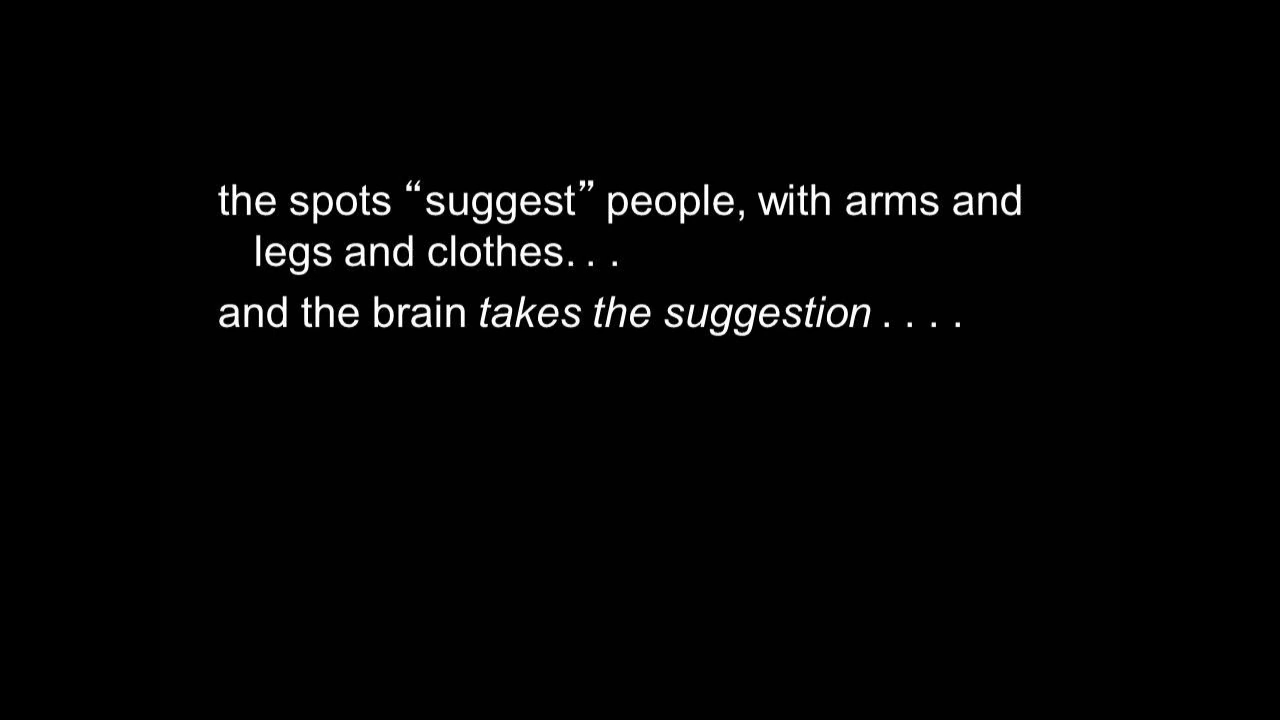 the spots “suggest” people, with arms and
legs and clothes. . .
and the brain takes the suggestion . . . .